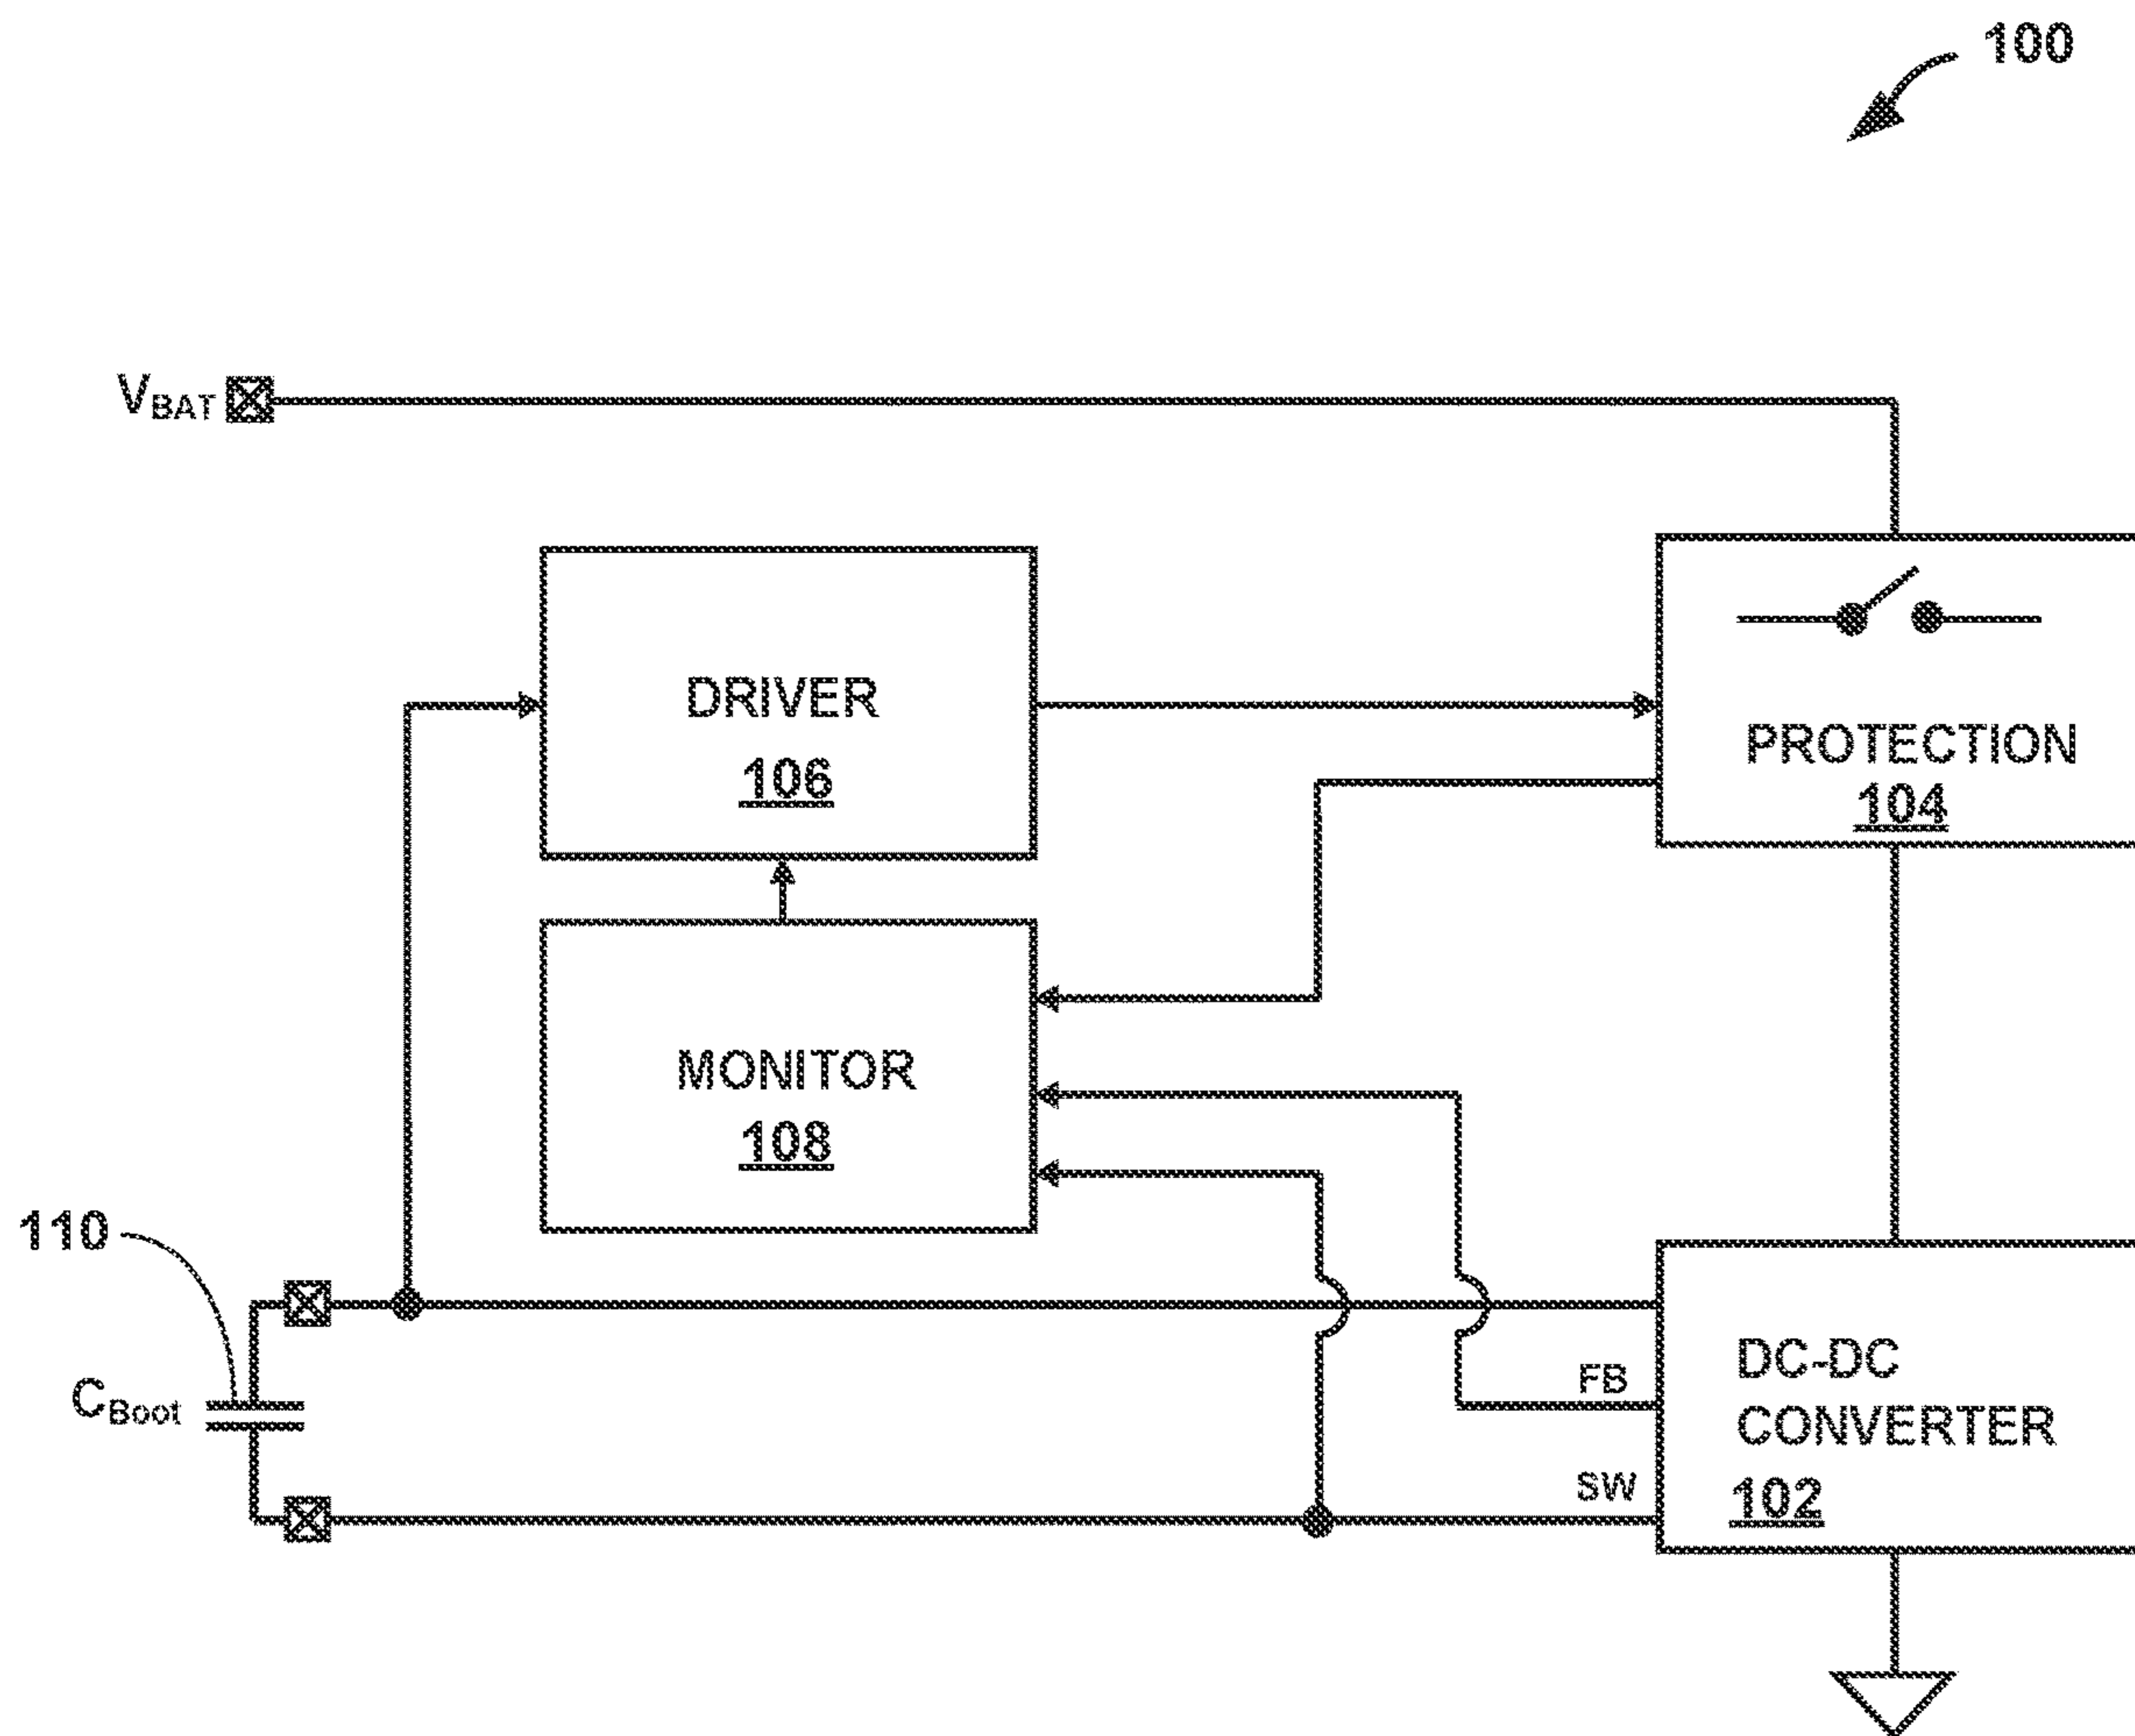 100
VBAT
DRIVER
106
PROTECTION
104
MONITOR
108
110
CBoot
FB
SW
DC-DC
CONVERTER
102